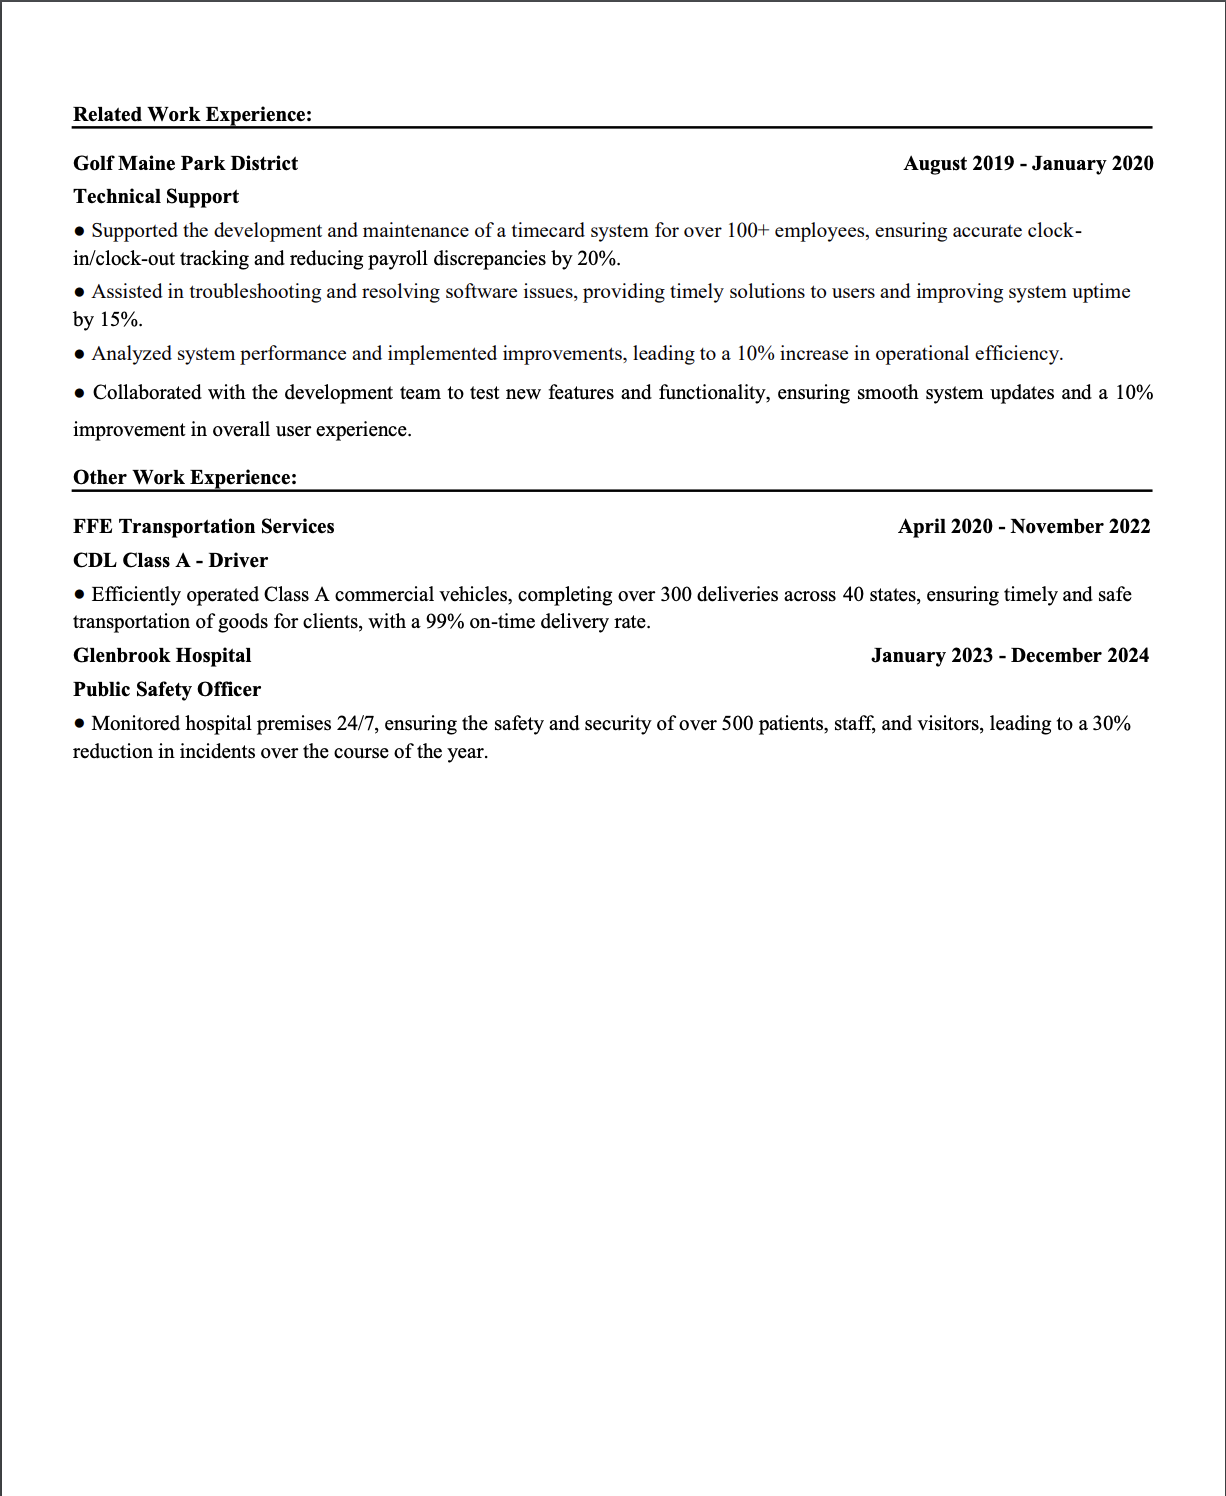 Related Work Experience:
Golf Maine Park District August 2019 - January 2020
Technical Support
● Supported the development and maintenance of a timecard system for over 100+ employees, ensuring accurate clock-
in/clock-out tracking and reducing payroll discrepancies by 20%.
● Assisted in troubleshooting and resolving software issues, providing timely solutions to users and improving system uptime
by 15%.
● Analyzed system performance and implemented improvements, leading to a 10% increase in operational efficiency.
● Collaborated with the development team to test new features and functionality, ensuring smooth system updates and a 10%
improvement in overall user experience.
Other Work Experience:
FFE Transportation Services April 2020 - November 2022
CDL Class A - Driver
● Efficiently operated Class A commercial vehicles, completing over 300 deliveries across 40 states, ensuring timely and safe
transportation of goods for clients, with a 99% on-time delivery rate.
Glenbrook Hospital January 2023 - December 2024
Public Safety Officer
● Monitored hospital premises 24/7, ensuring the safety and security of over 500 patients, staff, and visitors, leading to a 30%
reduction in incidents over the course of the year.